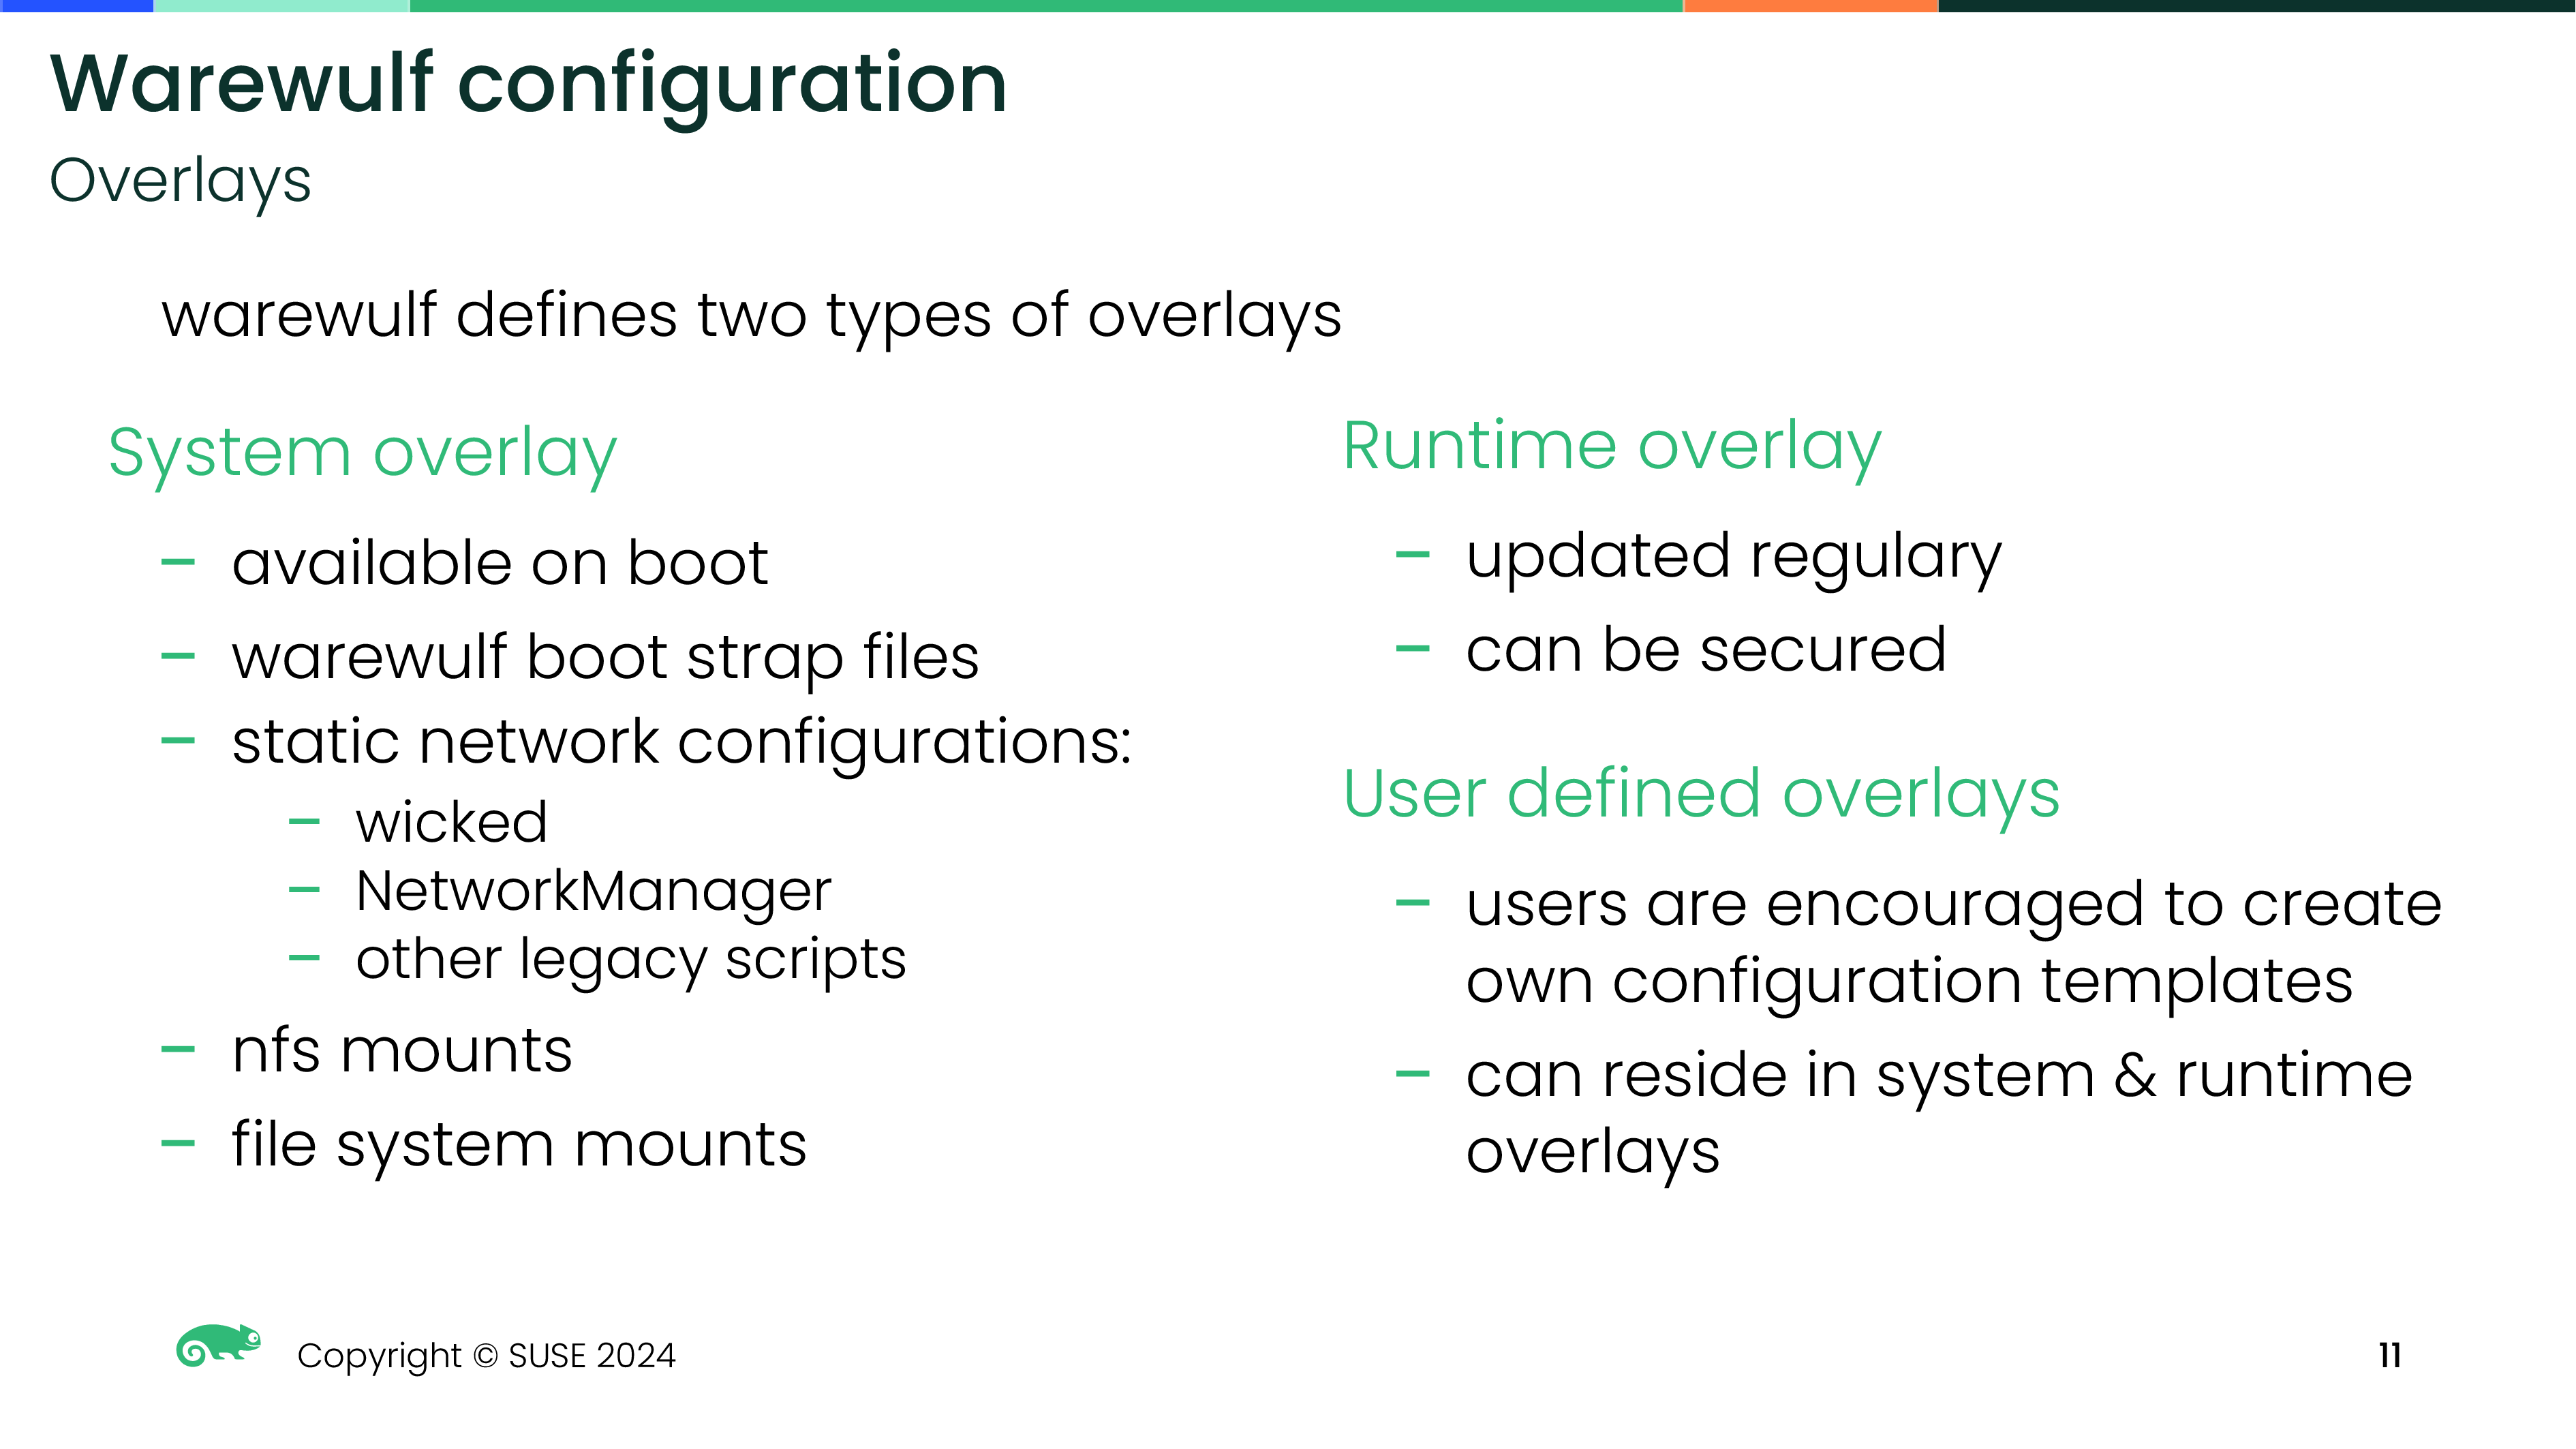 Warewulf configuration
Overlays
warewulf defines two types of overlays
System overlay
– available on boot
– warewulf boot strap files
– static network configurations:
– wicked
– NetworkManager
– other legacy scripts
– nfs mounts
– file system mounts
Runtime overlay
– updated regulary
– can be secured
User defined overlays
– users are encouraged to create
own configuration templates
– can reside in system & runtime
overlays
Copyright © SUSE 2024
11